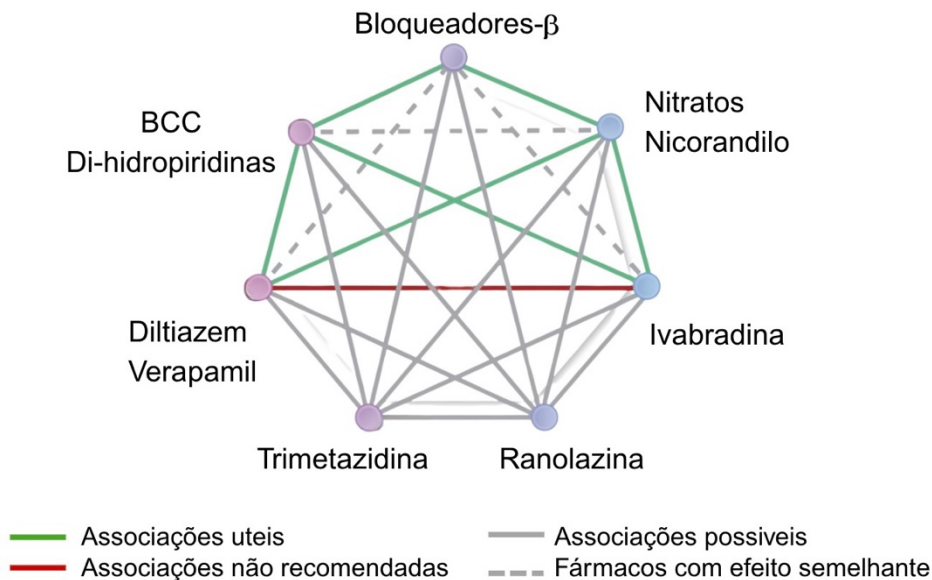 Bloqueadores-β
BCC
Di-hidropiridinas
Nitratos
Nicorandilo
Diltiazem
Verapamil
Ivabradina
Trimetazidina
Ranolazina
Associações uteis
Associações não recomendadas
Associações possiveis
Fármacos com efeito semelhante